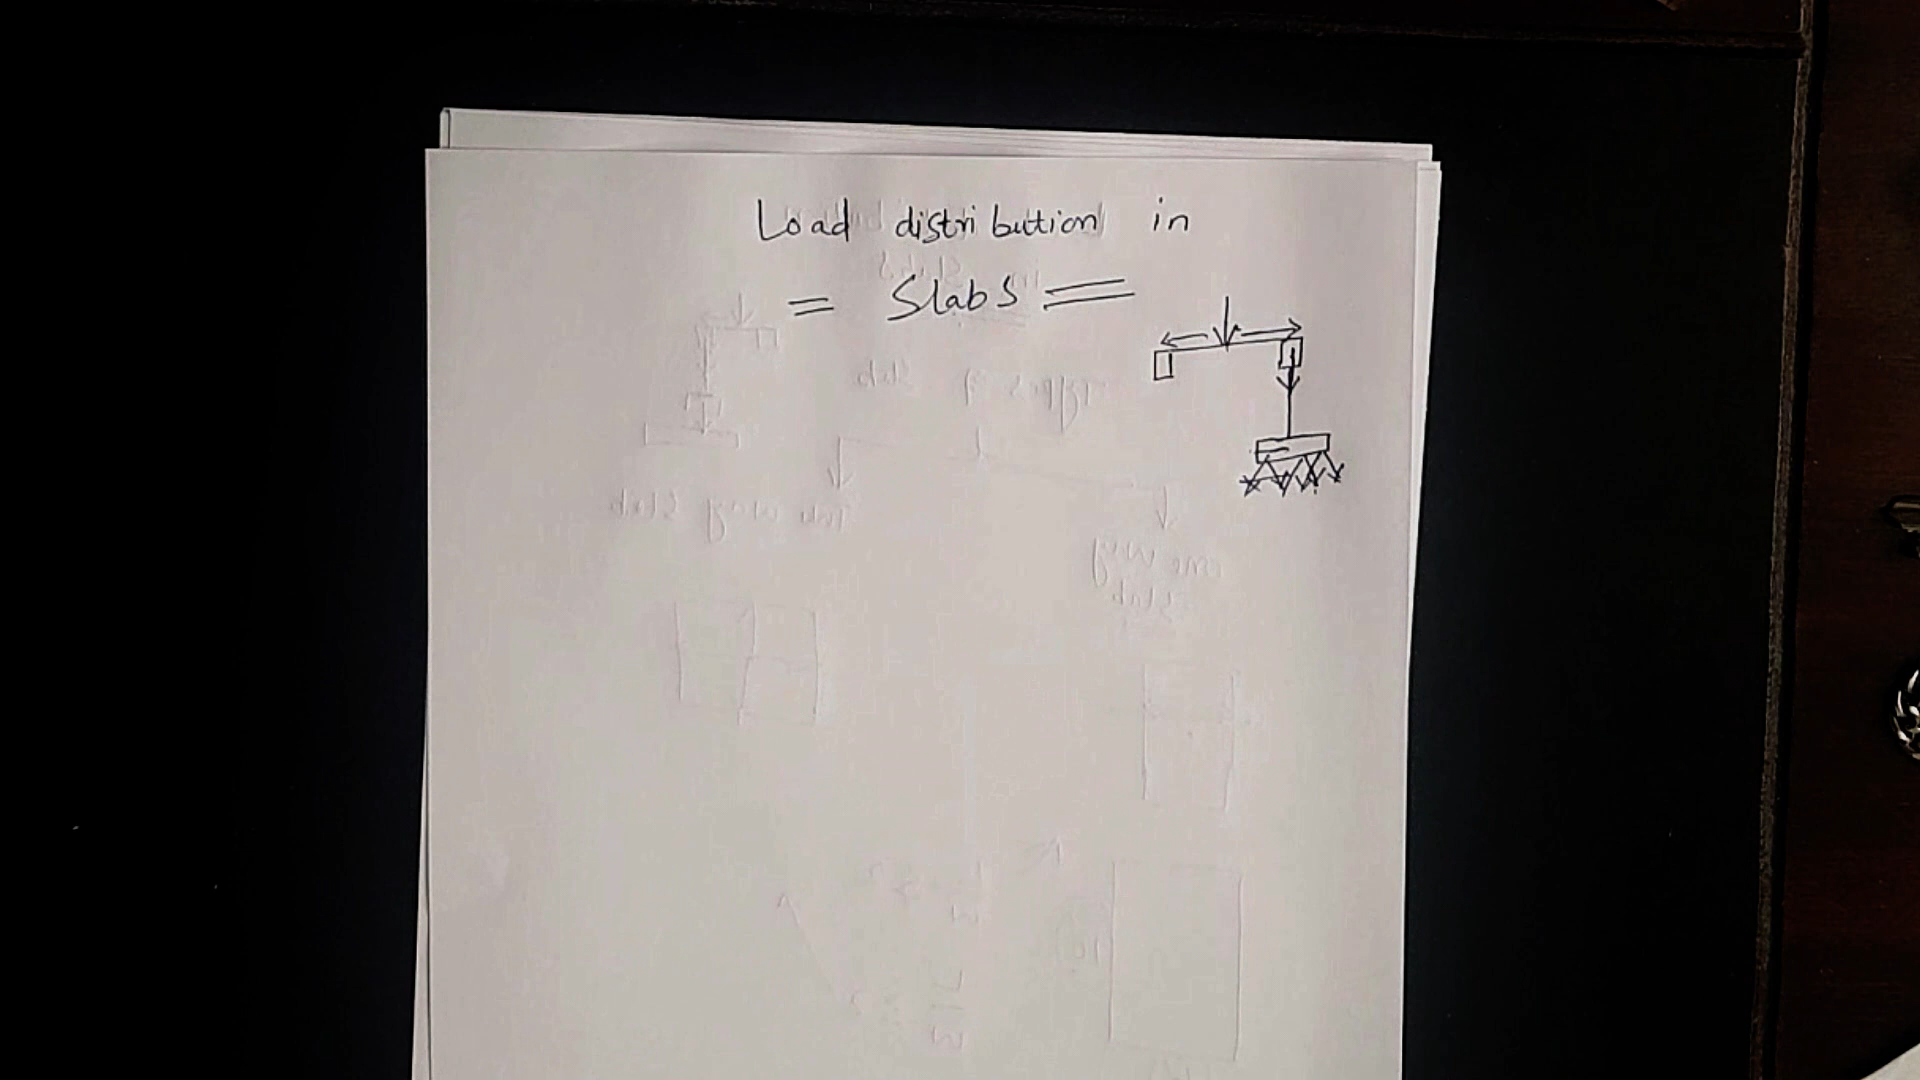 Load distribution in
= Slabs =